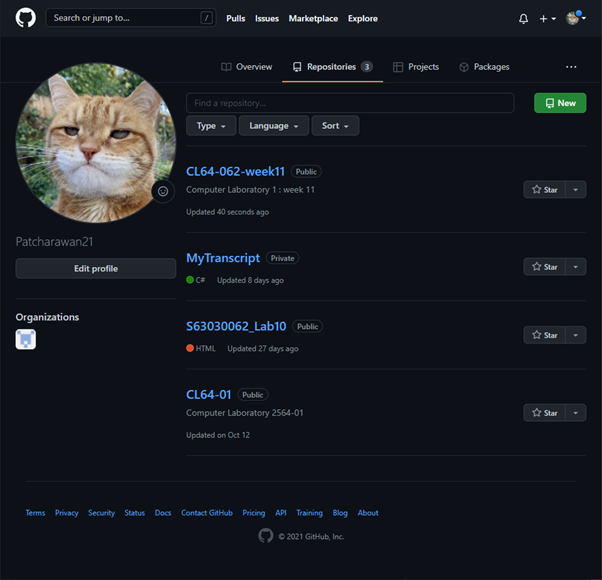 Search or jump to... /
Pulls Issues Marketplace Explore
Overview Repositories 3 Projects Packages
Find a repository...
New
Type Language Sort
CL64-062-week11 Public
Computer Laboratory 1 : week 11
Star
Updated 40 seconds ago
Patcharawan21
MyTranscript Private
Edit profile
Star
C# Updated 8 days ago
Organizations
S63030062_Lab10 Public
Star
HTML Updated 27 days ago
CL64-01 Public
Computer Laboratory 2564-01
Star
Updated on Oct 12
Terms Privacy Security Status Docs Contact GitHub Pricing API Training Blog About
© 2021 GitHub, Inc.